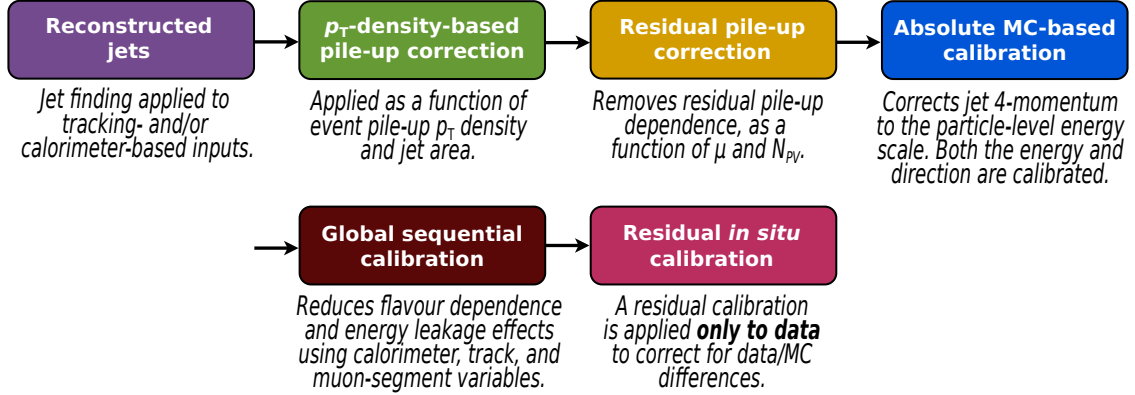 Reconstructed
jets
Jet finding applied to
tracking- and/or
calorimeter-based inputs.
pT-density-based
pile-up correction
Applied as a function of
event pile-up pT density
and jet area.
Residual pile-up
correction
Removes residual pile-up
dependence, as a
function of µ and NPV.
Absolute MC-based
calibration
Corrects jet 4-momentum
to the particle-level energy
scale. Both the energy and
direction are calibrated.
Global sequential
calibration
Reduces flavour dependence
and energy leakage effects
using calorimeter, track, and
muon-segment variables.
Residual in situ
calibration
A residual calibration
is applied only to data
to correct for data/MC
differences.